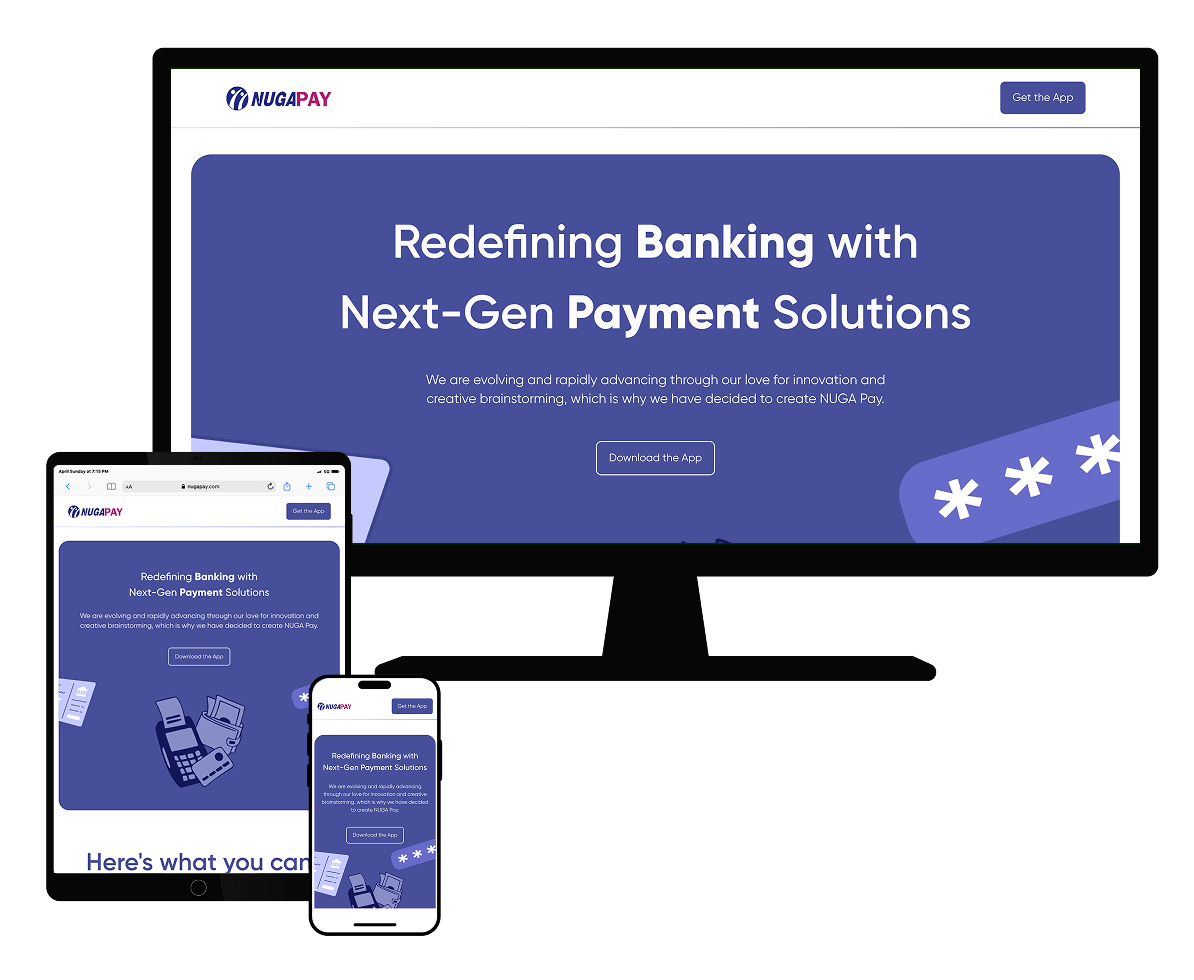 NUGAPAY
Get the App
Redefining Banking with
Next-Gen Payment Solutions
We are evolving and rapidly advancing through our love for innovation and
creative brainstorming, which is why we have decided to create NUGA Pay.
Download the App
* * *
April Sunday at 7:15 PM
5G
AA
nugapay.com
NUGAPAY
Get the App
Redefining Banking with
Next-Gen Payment Solutions
We are evolving and rapidly advancing through our love for innovation and
creative brainstorming, which is why we have decided to create NUGA Pay.
Download the App
*
Here's what you can
NUGAPAY
Get the App
Redefining Banking with
Next-Gen Payment Solutions
We are evolving and rapidly advancing
through our love for innovation and creative
brainstorming, which is why we have decided
to create NUGA Pay.
Download the App
* * *